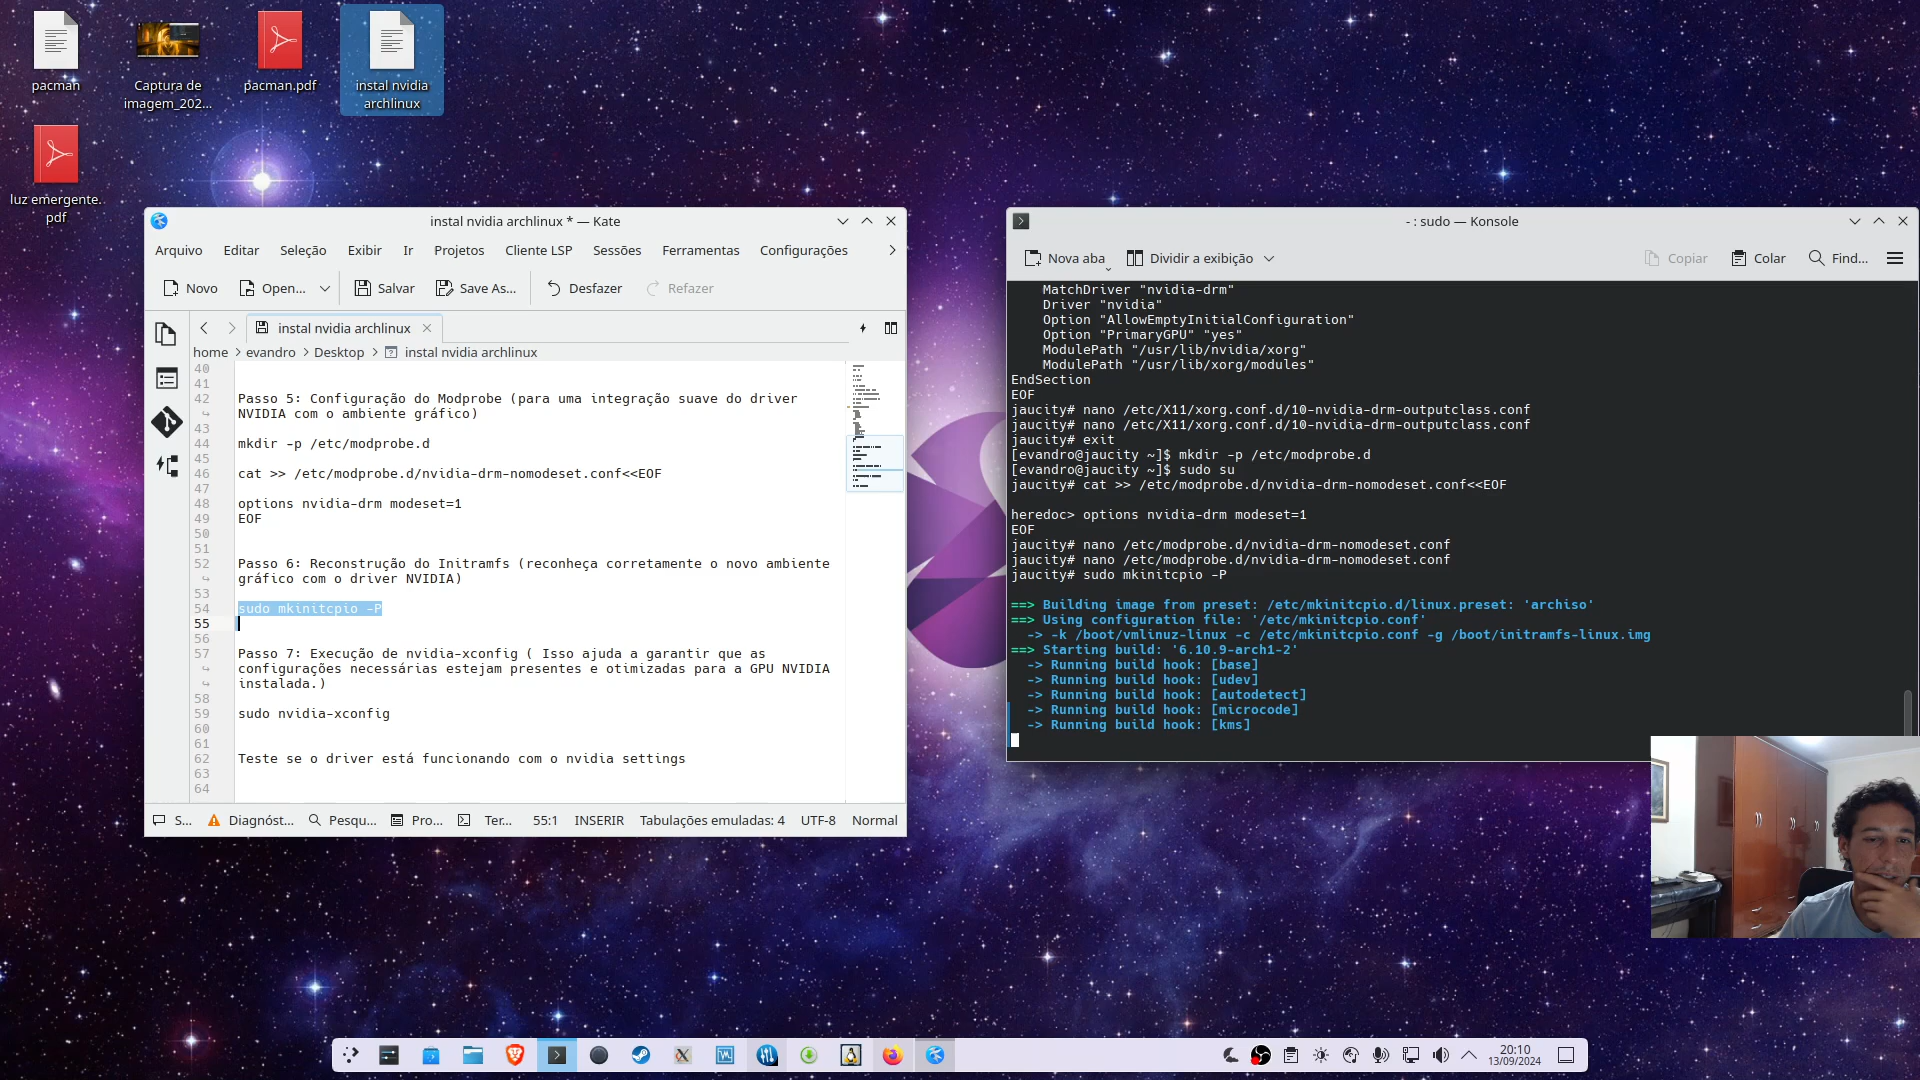 pacman
Captura de
imagem_202...
pacman.pdf
instal nvidia
archlinux
luz emergente.
pdf
instal nvidia archlinux * — Kate
Arquivo Editar Seleção Exibir Ir Projetos Cliente LSP Sessões Ferramentas Configurações
Novo Open... Salvar Save As... Desfazer Refazer
instal nvidia archlinux
home > evandro > Desktop > instal nvidia archlinux
40
41
42 Passo 5: Configuração do Modprobe (para uma integração suave do driver
NVIDIA com o ambiente gráfico)
43
44 mkdir -p /etc/modprobe.d
45
46 cat >> /etc/modprobe.d/nvidia-drm-nomodeset.conf<<EOF
47
48 options nvidia-drm modeset=1
49 EOF
50
51
52 Passo 6: Reconstrução do Initramfs (reconheça corretamente o novo ambiente
gráfico com o driver NVIDIA)
53
54 sudo mkinitcpio -P
55
56
57 Passo 7: Execução de nvidia-xconfig ( Isso ajuda a garantir que as
configurações necessárias estejam presentes e otimizadas para a GPU NVIDIA
instalada.)
58
59 sudo nvidia-xconfig
60
61
62 Teste se o driver está funcionando com o nvidia settings
63
64
S... Diagnóst... Pesqu... Pro... Ter... 55:1 INSERIR Tabulações emuladas: 4 UTF-8 Normal
- : sudo — Konsole
Nova aba Dividir a exibição Copiar Colar Find...
MatchDriver "nvidia-drm"
Driver "nvidia"
Option "AllowEmptyInitialConfiguration"
Option "PrimaryGPU" "yes"
ModulePath "/usr/lib/nvidia/xorg"
ModulePath "/usr/lib/xorg/modules"
EndSection
EOF
jaucity# nano /etc/X11/xorg.conf.d/10-nvidia-drm-outputclass.conf
jaucity# nano /etc/X11/xorg.conf.d/10-nvidia-drm-outputclass.conf
jaucity# exit
[evandro@jaucity ~]$ mkdir -p /etc/modprobe.d
[evandro@jaucity ~]$ sudo su
jaucity# cat >> /etc/modprobe.d/nvidia-drm-nomodeset.conf<<EOF
heredoc> options nvidia-drm modeset=1
EOF
jaucity# nano /etc/modprobe.d/nvidia-drm-nomodeset.conf
jaucity# nano /etc/modprobe.d/nvidia-drm-nomodeset.conf
jaucity# sudo mkinitcpio -P
==> Building image from preset: /etc/mkinitcpio.d/linux.preset: 'archiso'
==> Using configuration file: '/etc/mkinitcpio.conf'
-> -k /boot/vmlinuz-linux -c /etc/mkinitcpio.conf -g /boot/initramfs-linux.img
==> Starting build: '6.10.9-arch1-2'
-> Running build hook: [base]
-> Running build hook: [udev]
-> Running build hook: [autodetect]
-> Running build hook: [microcode]
-> Running build hook: [kms]
20:10
13/09/2024